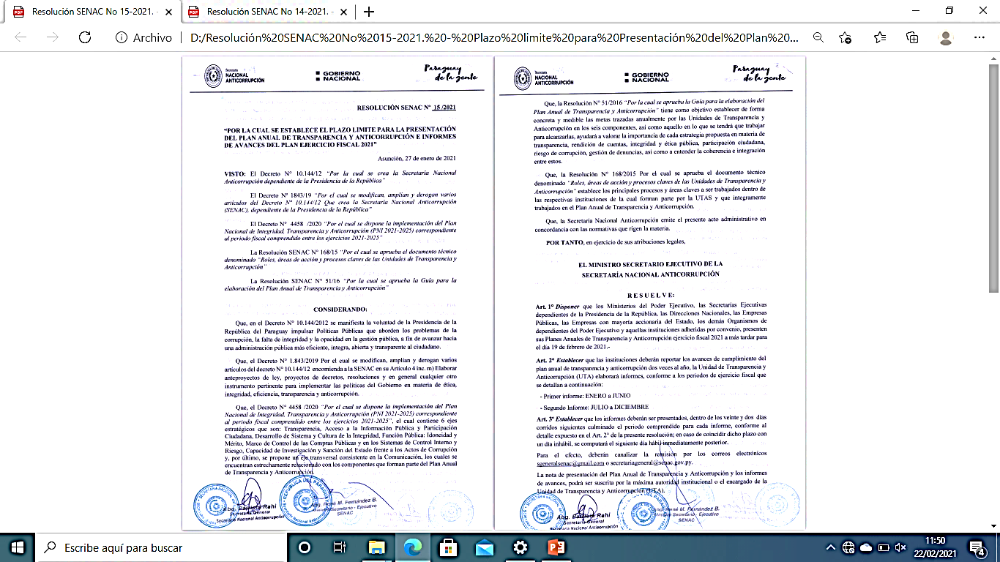 Resolución SENAC No 15-2021. -
Resolución SENAC No 14-2021. -
Archivo
D:/Resolución%20SENAC%20No%2015-2021.%20-%20Plazo%20limite%20para%20Presentación%20del%20Plan%20...
Secretaría
NACIONAL
ANTICORRUPCIÓN
GOBIERNO
NACIONAL
Paraguay
de la gente
RESOLUCIÓN SENAC Nº 15 /2021
“POR LA CUAL SE ESTABLECE EL PLAZO LIMITE PARA LA PRESENTACIÓN
DEL PLAN ANUAL DE TRANSPARENCIA Y ANTICORRUPCIÓN E INFORMES
DE AVANCES DEL PLAN EJERCICIO FISCAL 2021”
Asunción, 27 de enero de 2021
VISTO: El Decreto N° 10.144/12 “Por la cual se crea la Secretaría Nacional
Anticorrupción dependiente de la Presidencia de la República”
El Decreto Nº 1843/19 “Por el cual se modifican, amplían y derogan varios
artículos del Decreto Nº 10.144/12 Que crea la Secretaría Nacional Anticorrupción
(SENAC), dependiente de la Presidencia de la República”
El Decreto N° 4458 /2020 “Por el cual se dispone la implementación del Plan
Nacional de Integridad, Transparencia y Anticorrupción (PNI 2021-2025) correspondiente
al periodo fiscal comprendido entre los ejercicios 2021-2025”
La Resolución SENAC N° 168/15 “Por el cual se aprueba el documento técnico
denominado “Roles, áreas de acción y procesos claves de las Unidades de Transparencia y
Anticorrupción”
La Resolución SENAC N° 51/16 “Por la cual se aprueba la Guía para la
elaboración del Plan Anual de Transparencia y Anticorrupción”
CONSIDERANDO:
Que, en el Decreto N° 10.144/2012 se manifiesta la voluntad de la Presidencia de la
República del Paraguay impulsar Políticas Públicas que aborden los problemas de la
corrupción, la falta de integridad y la opacidad en la gestión pública, a fin de avanzar hacia
una administración pública más eficiente, íntegra, abierta y transparente al ciudadano.
Que, el Decreto N° 1.843/2019 Por el cual se modifican, amplían y derogan varios
artículos del decreto N° 10.144/12 encomienda a la SENAC en su Artículo 4 inc. m) Elaborar
anteproyectos de ley, proyectos de decretos, resoluciones y en general cualquier otro
instrumento pertinente para implementar las políticas del Gobierno en materia de ética,
integridad, eficiencia, transparencia y anticorrupción.
Que, el Decreto N° 4458 /2020 “Por el cual se dispone la implementación del Plan
Nacional de Integridad, Transparencia y Anticorrupción (PNI 2021-2025) correspondiente
al periodo fiscal comprendido entre los ejercicios 2021-2025”, el cual contiene 6 ejes
estratégicos que son: Transparencia, Acceso a la Información Pública y Participación
Ciudadana, Desarrollo de Sistema y Cultura de la Integridad, Función Pública: Idoneidad y
Mérito, Marco de Control de las Compras Públicas y en los Sistemas de Control Interno y
Riesgo, Capacidad de Investigación y Sanción del Estado frente a los Actos de Corrupción
y, por último, se propone un eje transversal consistente en la Comunicación, los cuales se
encuentran estrechamente relacionado con los componentes que forman parte del Plan Anual
de Transparencia y Anticorrupción.
Abg. Patricia Rahi
Secretaria General
Secretaría Nacional Anticorrupción
Abg. René M. Fernández B.
Ministro Secretario - Ejecutivo
SENAC
Secretaría
NACIONAL
ANTICORRUPCIÓN
GOBIERNO
NACIONAL
Paraguay
de la gente
Que, la Resolución N° 51/2016 “Por la cual se aprueba la Guía para la elaboración del
Plan Anual de Transparencia y Anticorrupción” tiene como objetivo establecer de forma
concreta y medible las metas trazadas anualmente por las Unidades de Transparencia y
Anticorrupción en los seis componentes, así como aquello en lo que se tendrá que trabajar
para alcanzarlas, ayudará a valorar la importancia de cada estrategia propuesta en materia de
transparencia, rendición de cuentas, integridad y ética pública, participación ciudadana,
riesgo de corrupción, gestión de denuncias, así como a entender la coherencia e integración
entre estos.
Que, la Resolución N° 168/2015 Por el cual se aprueba el documento técnico
denominado “Roles, áreas de acción y procesos claves de las Unidades de Transparencia y
Anticorrupción” establece los principales procesos y áreas claves a ser trabajados dentro de
las respectivas instituciones de la cual forman parte por la UTAS y que integramente
trabajados en el Plan Anual de Transparencia y Anticorrupción.
Que, la Secretaría Nacional Anticorrupción emite el presente acto administrativo en
concordancia con las normativas que rigen la materia.
POR TANTO, en ejercicio de sus atribuciones legales,
EL MINISTRO SECRETARIO EJECUTIVO DE LA
SECRETARÍA NACIONAL ANTICORRUPCIÓN
R E S U E L V E:
Art. 1° Disponer que los Ministerios del Poder Ejecutivo, las Secretarías Ejecutivas
dependientes de la Presidencia de la República, las Direcciones Nacionales, las Empresas
Públicas, las Empresas con mayoría accionaria del Estado, los demás Organismos de
dependientes del Poder Ejecutivo y aquellas instituciones adheridas por convenio, presenten
sus Planes Anuales de Transparencia y Anticorrupción ejercicio fiscal 2021 a más tardar para
el día 19 de febrero de 2021.-
Art. 2° Establecer que las instituciones deberán reportar los avances de cumplimiento del
plan anual de transparencia y anticorrupción dos veces al año, la Unidad de Transparencia y
Anticorrupción (UTA) elaborará informes, conforme a los periodos de ejercicio fiscal que
se detallan a continuación:
- Primer informe: ENERO a JUNIO
- Segundo Informe: JULIO a DICIEMBRE
Art. 3° Establecer que los informes deberán ser presentados, dentro de los veinte y dos días
corridos siguientes culminado el periodo comprendido para cada informe, conforme al
detalle expuesto en el Art. 2° de la presente resolución; en caso de coincidir dicho plazo con
un día inhábil, se computará el siguiente día hábil inmediatamente posterior.
Para el efecto, deberán canalizar la remisión por los correos electrónicos
sgeneralsenac@gmail.com o secretariageneral@senac.gov.py.
La nota de presentación del Plan Anual de Transparencia y Anticorrupción y los informes
de avances, podrá ser suscrita por la máxima autoridad institucional o el encargado de la
Unidad de Transparencia y Anticorrupción (UTA).
Abg. Patricia Rahi
Secretaria General
Secretaría Nacional Anticorrupción
René M. Fernández B.
Ministro Secretario - Ejecutivo
SENAC
Escribe aquí para buscar
11:50
22/02/2021
4